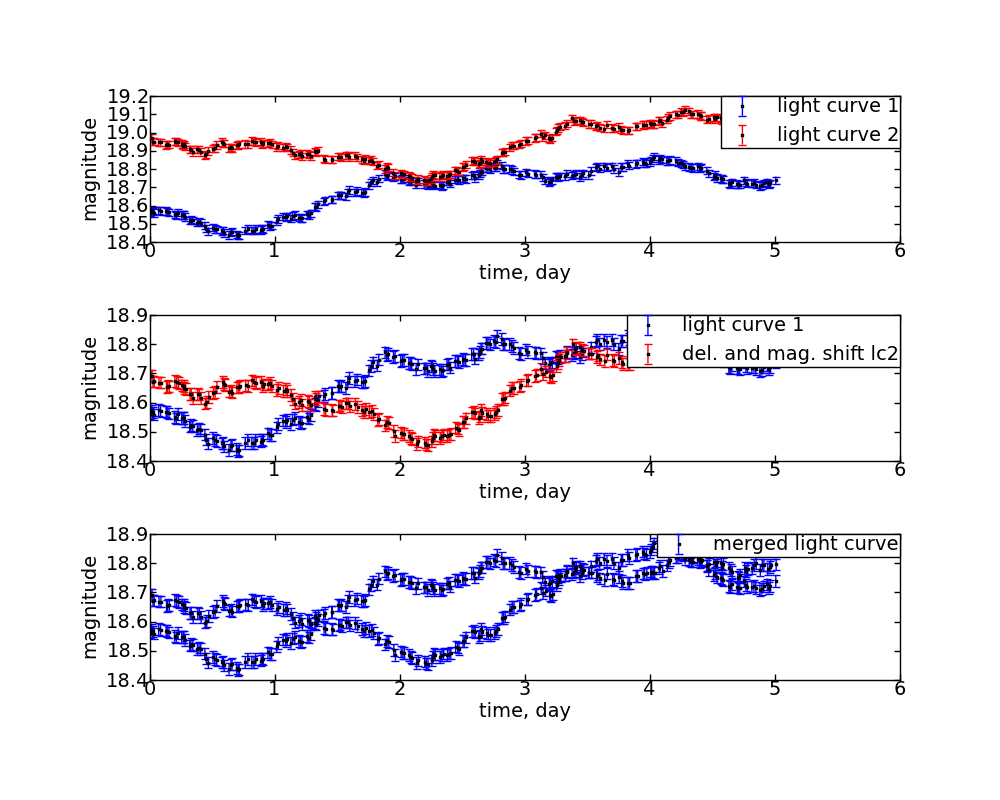 19.2
19.1
19.0
18.9
18.8
18.7
18.6
18.5
18.4
magnitude
light curve 1
light curve 2
0 1 2 3 4 5 6
time, day
18.9
18.8
18.7
18.6
18.5
18.4
magnitude
light curve 1
del. and mag. shift lc2
0 1 2 3 4 5 6
time, day
18.9
18.8
18.7
18.6
18.5
18.4
magnitude
merged light curve
0 1 2 3 4 5 6
time, day